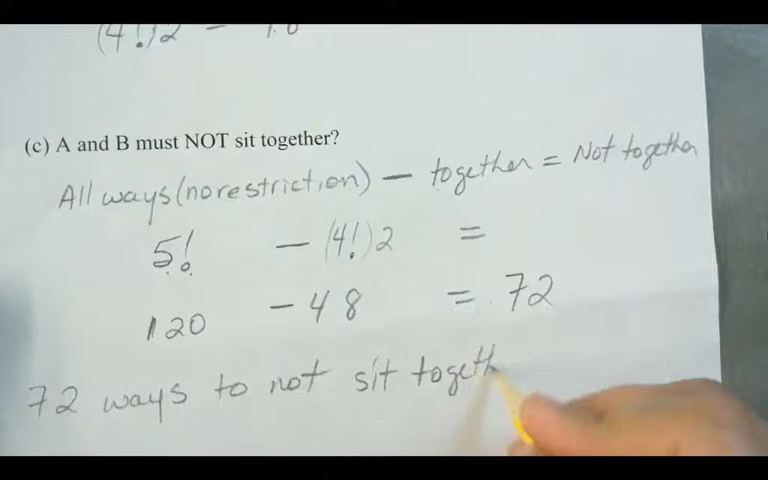 (4!)2 = 48
(c) A and B must NOT sit together?
All ways (no restriction) — together = Not together
5! — (4!)2 =
120 - 48 = 72
72 ways to not sit togeth